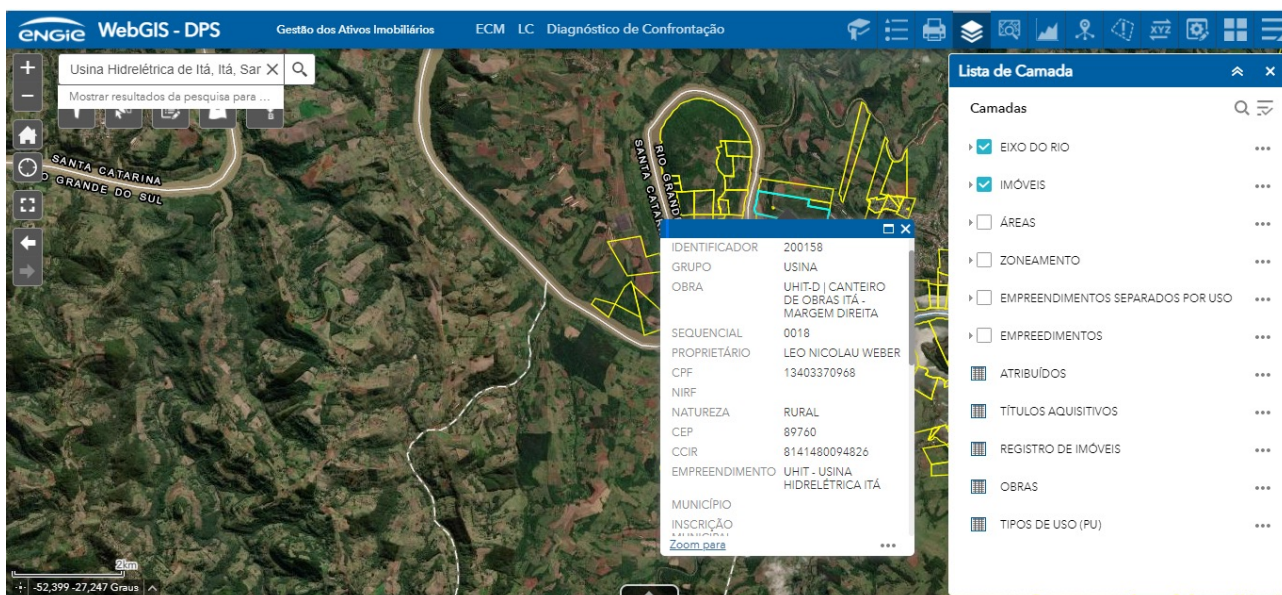 ENGIE WebGIS - DPS Gestão dos Ativos Imobiliários ECM LC Diagnóstico de Confrontação
Usina Hidrelétrica de Itá, Itá, Sar
Mostrar resultados da pesquisa para ...
SANTA CATARINA
GRANDE DO SUL
RIO GRAND
SANTA CATAR
IDENTIFICADOR 200158
GRUPO USINA
OBRA UHIT-D | CANTEIRO
DE OBRAS ITÁ -
MARGEM DIREITA
SEQUENCIAL 0018
PROPRIETÁRIO LEO NICOLAU WEBER
CPF 13403370968
NIRF
NATUREZA RURAL
CEP 89760
CCIR 8141480094826
EMPREENDIMENTO UHIT - USINA
HIDRELÉTRICA ITÁ
MUNICÍPIO
INSCRIÇÃO
MUNICIPAL
Zoom para
Lista de Camada
Camadas
EIXO DO RIO
IMÓVEIS
ÁREAS
ZONEAMENTO
EMPREENDIMENTOS SEPARADOS POR USO
EMPREEDIMENTOS
ATRIBUÍDOS
TÍTULOS AQUISITIVOS
REGISTRO DE IMÓVEIS
OBRAS
TIPOS DE USO (PU)
2km
-52,399 -27,247 Graus